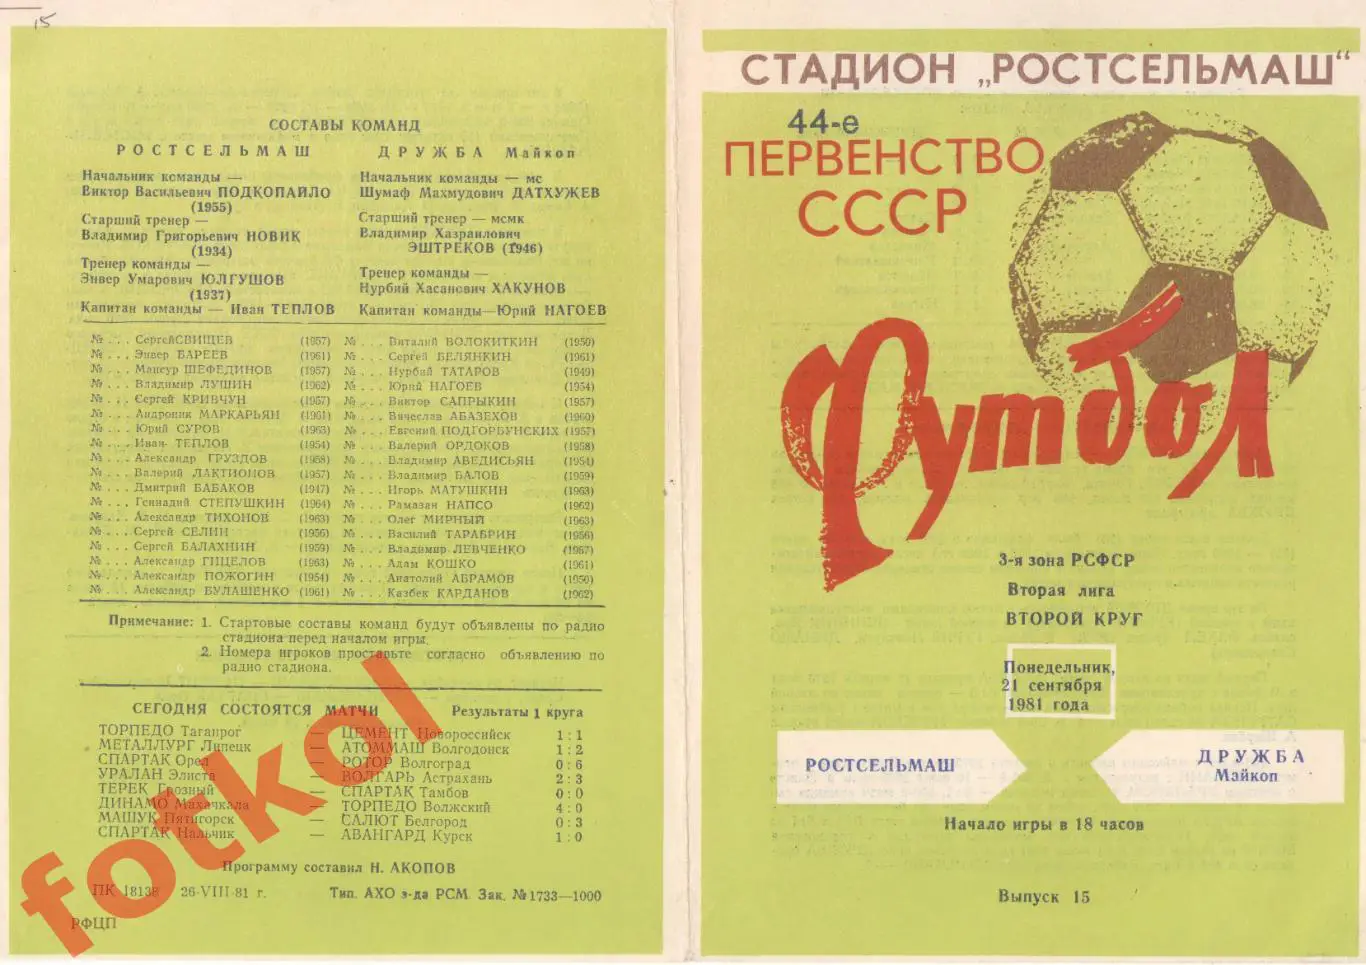 15
СОСТАВЫ КОМАНД
РОСТСЕЛЬМАШ
Начальник команды —
Виктор Васильевич ПОДКОПАЙЛО
(1955)
Старший тренер —
Владимир Григорьевич НОВИК
(1934)
Тренер команды —
Энвер Умарович ЮЛГУШОВ
(1937)
Капитан команды — Иван ТЕПЛОВ
ДРУЖБА Майкоп
Начальник команды — мс
Шумаф Махмудович ДАТХУЖЕВ
Старший тренер — мсмк
Владимир Хазраилович
ЭШТРЕКОВ (1946)
Тренер команды —
Нурбий Хасанович ХАКУНОВ
Капитан команды—Юрий НАГОЕВ
№ . . . СергейСВИЩЕВ (1957)
№ . . . Энвер БАРЕЕВ (1961)
№ . . . Мансур ШЕФЕДИНОВ (1957)
№ . . . Владимир ЛУШИН (1962)
№ . . . Сергей КРИВЧУН (1957)
№ . . . Андроник МАРКАРЬЯН (1961)
№ . . . Юрий СУРОВ (1963)
№ . . . Иван ТЕПЛОВ (1954)
№ . . . Александр ГРУЗДОВ (1958)
№ . . . Валерий ЛАКТИОНОВ (1957)
№ . . . Дмитрий БАБАКОВ (1947)
№ . . . Геннадий СТЕПУШКИН (1964)
№ . . . Александр ТИХОНОВ (1963)
№ . . . Сергей СЕЛИН (1956)
№ . . . Сергей БАЛАХНИН (1959)
№ . . . Александр ГИЦЕЛОВ (1963)
№ . . . Александр ПОЖОГИН (1954)
№ . . . Александр БУЛАШЕНКО (1961)
№ . . . Виталий ВОЛОКИТКИН (1950)
№ . . . Сергей БЕЛЯНКИН (1961)
№ . . . Нурбий ТАТАРОВ (1949)
№ . . . Юрий НАГОЕВ (1954)
№ . . . Виктор САПРЫКИН (1957)
№ . . . Вячеслав АБАЗЕХОВ (1960)
№ . . . Евгений ПОДГОРБУНСКИХ (1957)
№ . . . Валерий ОРДОКОВ (1958)
№ . . . Владимир АВЕДИСЬЯН (1954)
№ . . . Владимир БАЛОВ (1959)
№ . . . Игорь МАТУШКИН (1963)
№ . . . Рамазан НАПСО (1962)
№ . . . Олег МИРНЫЙ (1963)
№ . . . Василий ТАРАБРИН (1956)
№ . . . Владимир ЛЕВЧЕНКО (1967)
№ . . . Адам КОШКО (1961)
№ . . . Анатолий АБРАМОВ (1950)
№ . . . Казбек КАРДАНОВ (1962)
Примечание: 1. Стартовые составы команд будут объявлены по радио
стадиона перед началом игры.
2. Номера игроков проставьте согласно объявлению по
радио стадиона.
СЕГОДНЯ СОСТОЯТСЯ МАТЧИ Результаты 1 круга
ТОРПЕДО Таганрог — ЦЕМЕНТ Новороссийск 1 : 1
МЕТАЛЛУРГ Липецк — АТОММАШ Волгодонск 1 : 2
СПАРТАК Орел — РОТОР Волгоград 0 : 6
УРАЛАН Элиста — ВОЛГАРЬ Астрахань 2 : 3
ТЕРЕК Грозный — СПАРТАК Тамбов 0 : 0
ДИНАМО Махачкала — ТОРПЕДО Волжский 4 : 0
МАШУК Пятигорск — САЛЮТ Белгород 0 : 3
СПАРТАК Нальчик — АВАНГАРД Курск 1 : 0
Программу составил Н. АКОПОВ
ПК 18138 26-VIII-81 г. Тип. АХО з-да РСМ. Зак. №1733—1000
РФЦП
fotkol
СТАДИОН „РОСТСЕЛЬМАШ“
44-е
ПЕРВЕНСТВО
СССР
Футбол
3-я зона РСФСР
Вторая лига
ВТОРОЙ КРУГ
Понедельник,
21 сентября
1981 года
РОСТСЕЛЬМАШ
ДРУЖБА
Майкоп
Начало игры в 18 часов
Выпуск 15